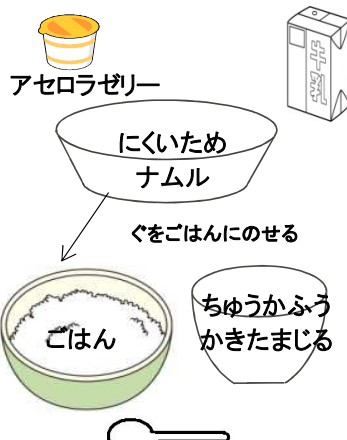 牛乳
アセロラゼリー
にくいため
ナムル
ぐをごはんにのせる
ごはん
ちゅうかふう
かきたまじる